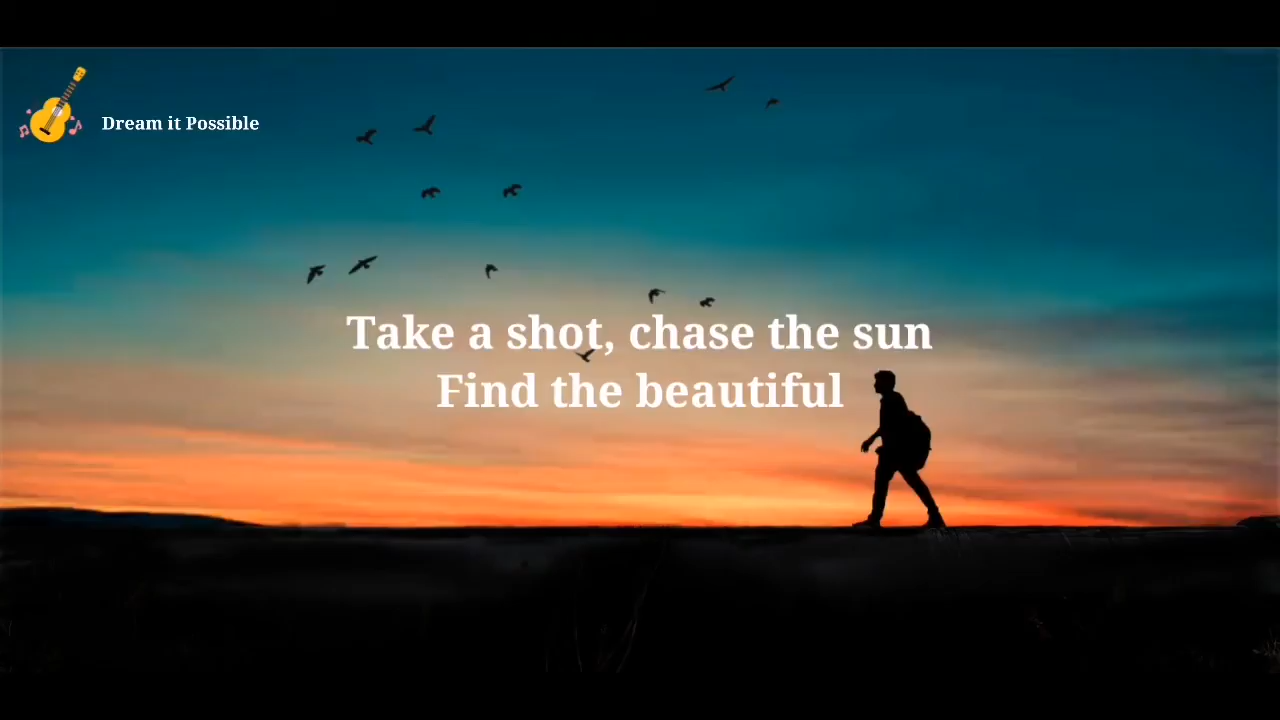 Dream it Possible
Take a shot, chase the sun
Find the beautiful